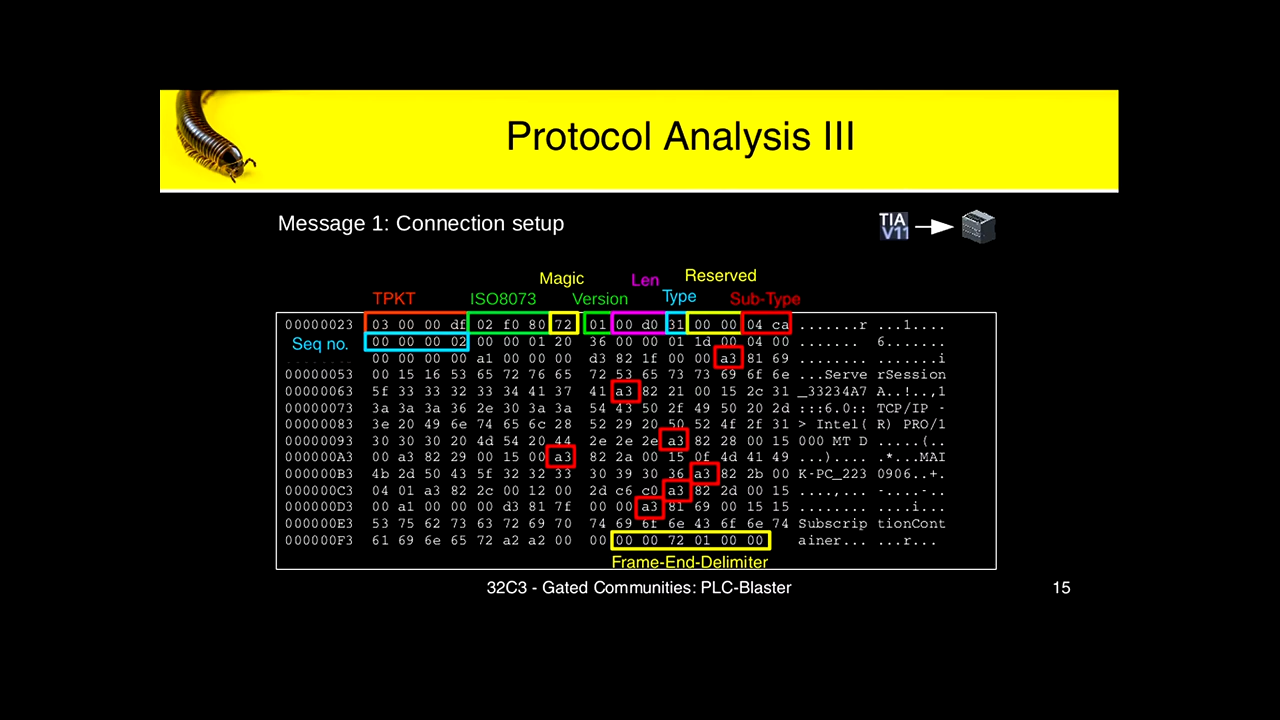 Protocol Analysis III
Message 1: Connection setup
TIA
V11
Magic Len Reserved
TPKT ISO8073 Version Type Sub-Type
00000023 03 00 00 df 02 f0 80 72 01 00 d0 31 00 00 04 ca .......r ...1....
Seq no. 00 00 00 02 00 00 01 20 36 00 00 01 1d 00 04 00 ....... 6.......
00 00 00 00 a1 00 00 00 d3 82 1f 00 00 a3 81 69 ........ .......i
00000053 00 15 16 53 65 72 76 65 72 53 65 73 73 69 6f 6e ...Serve rSession
00000063 5f 33 33 32 33 34 41 37 41 a3 82 21 00 15 2c 31 _33234A7 A..!..,1
00000073 3a 3a 3a 36 2e 30 3a 3a 54 43 50 2f 49 50 20 2d :::6.0:: TCP/IP -
00000083 3e 20 49 6e 74 65 6c 28 52 29 20 50 52 4f 2f 31 > Intel( R) PRO/1
00000093 30 30 30 20 4d 54 20 44 2e 2e 2e a3 82 28 00 15 000 MT D .....(..
000000A3 00 a3 82 29 00 15 00 a3 82 2a 00 15 0f 4d 41 49 ...).... .*...MAI
000000B3 4b 2d 50 43 5f 32 32 33 30 39 30 36 a3 82 2b 00 K-PC_223 0906..+.
000000C3 04 01 a3 82 2c 00 12 00 2d c6 c0 a3 82 2d 00 15 ....,... -....-..
000000D3 00 a1 00 00 00 d3 81 7f 00 00 a3 81 69 00 15 15 ........ ....i...
000000E3 53 75 62 73 63 72 69 70 74 69 6f 6e 43 6f 6e 74 Subscrip tionCont
000000F3 61 69 6e 65 72 a2 a2 00 00 00 00 00 72 01 00 00 ainer... ...r...
Frame-End-Delimiter
32C3 - Gated Communities: PLC-Blaster 15